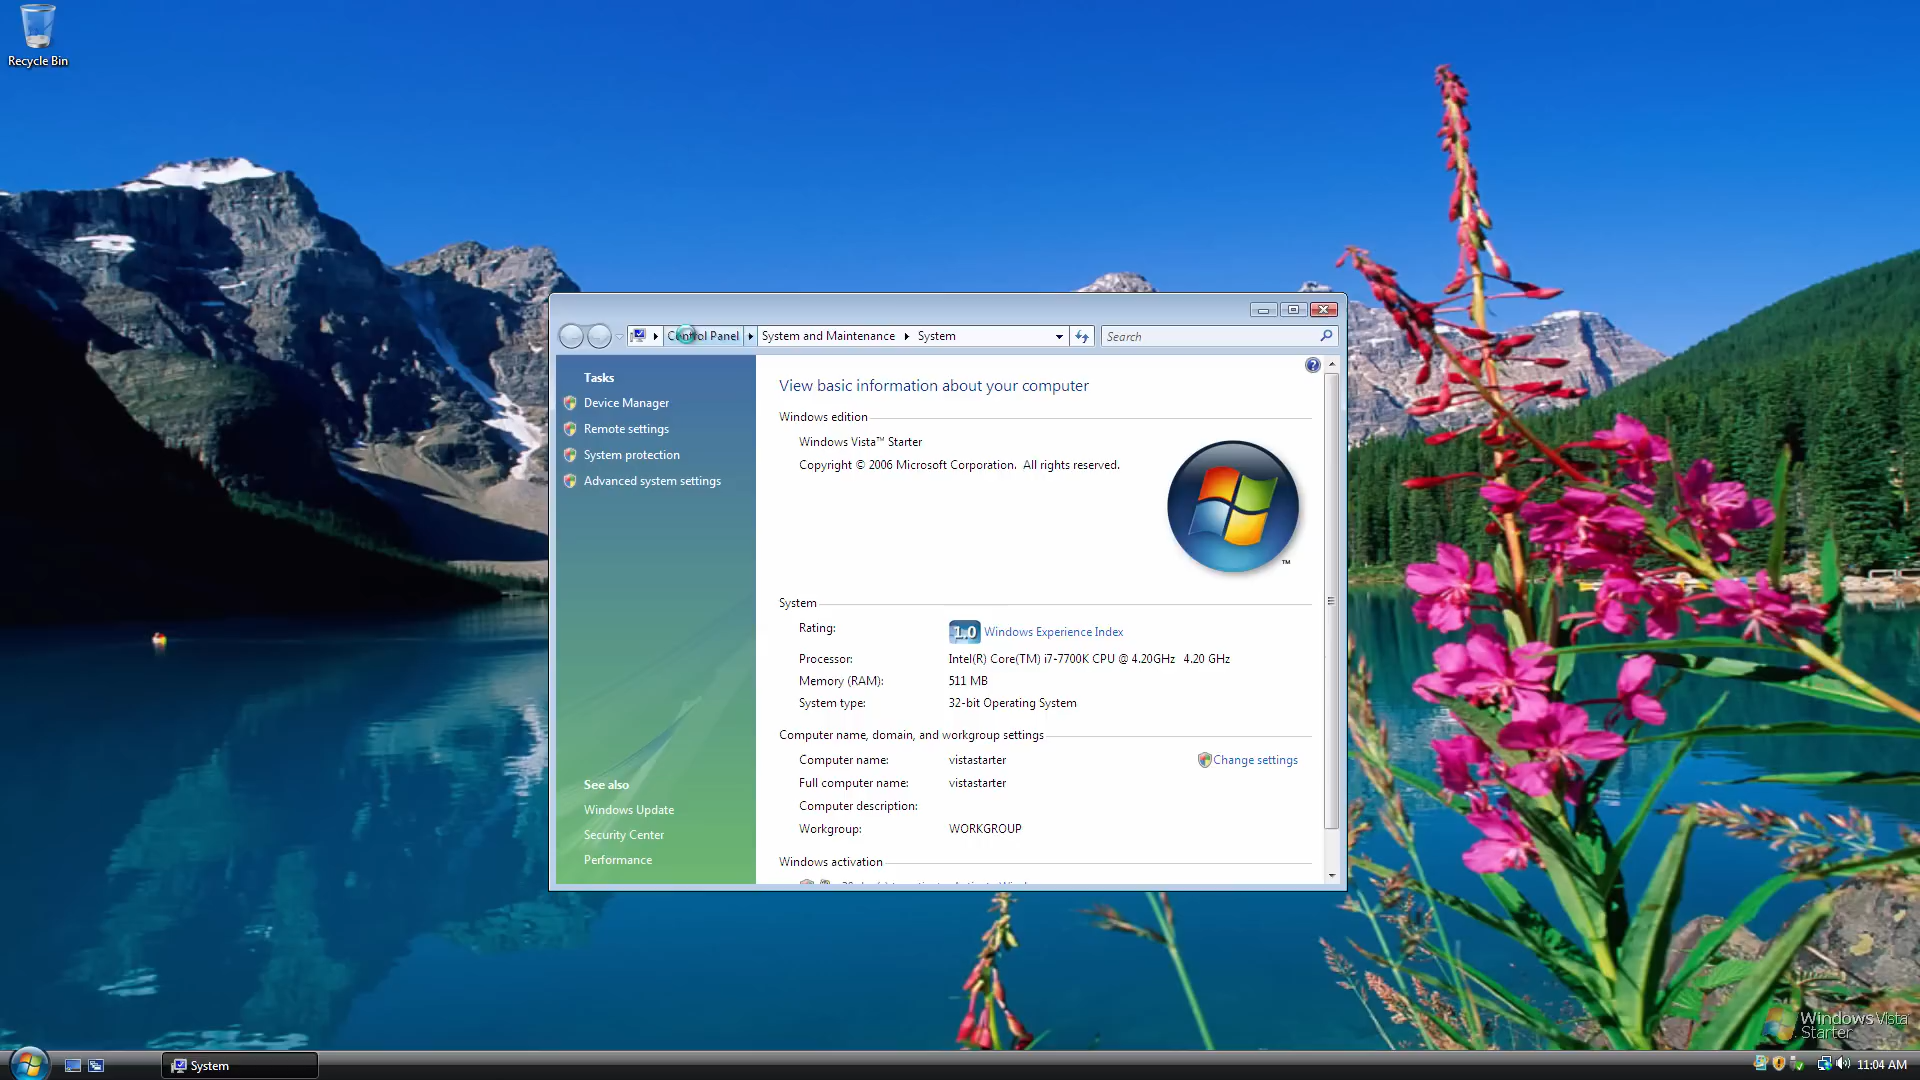 Recycle Bin
Control Panel
System and Maintenance
System
Search
Tasks
Device Manager
Remote settings
System protection
Advanced system settings
See also
Windows Update
Security Center
Performance
View basic information about your computer
Windows edition
Windows Vista™ Starter
Copyright © 2006 Microsoft Corporation. All rights reserved.
TM
System
Rating:
1.0 Windows Experience Index
Processor:
Intel(R) Core(TM) i7-7700K CPU @ 4.20GHz 4.20 GHz
Memory (RAM):
511 MB
System type:
32-bit Operating System
Computer name, domain, and workgroup settings
Computer name:
vistastarter
Change settings
Full computer name:
vistastarter
Computer description:
Workgroup:
WORKGROUP
Windows activation
Windows Vista
Starter
System
11:04 AM